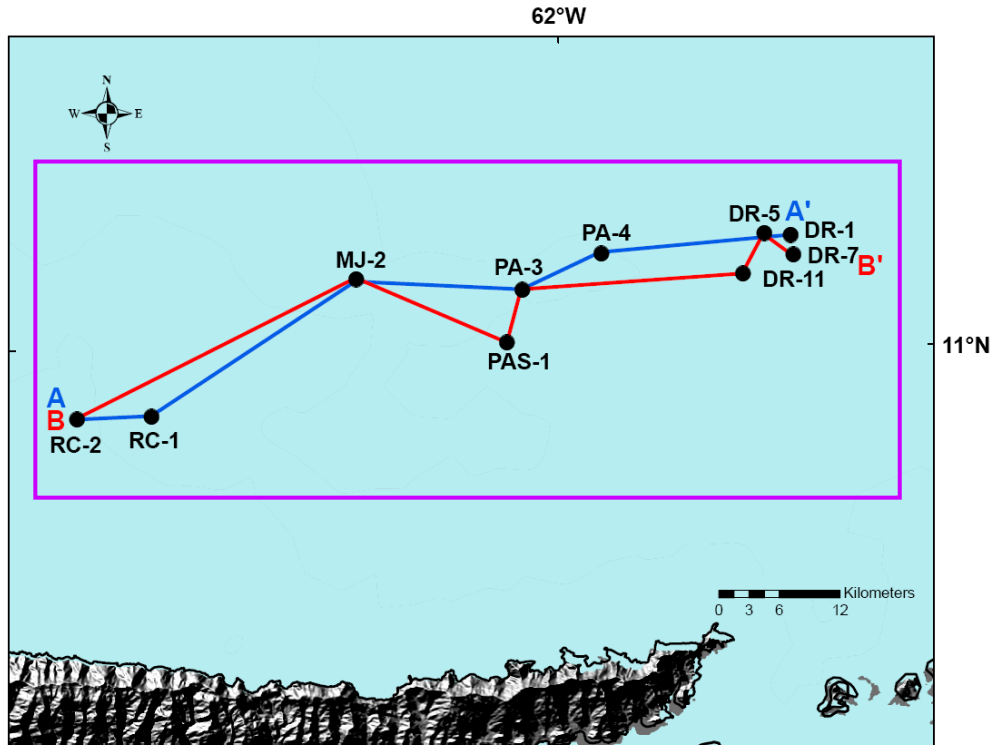 62°W
N
W E
S
A'
DR-5
DR-1
PA-4
DR-7
B'
MJ-2
PA-3
DR-11
11°N
PAS-1
A
B
RC-2
RC-1
Kilometers
0 3 6 12